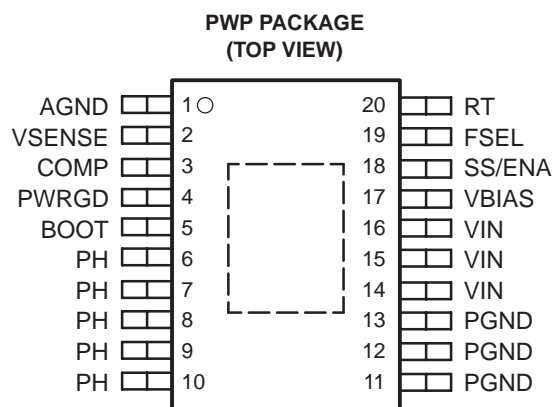 PWP PACKAGE
(TOP VIEW)
AGND 1 20 RT
VSENSE 2 19 FSEL
COMP 3 18 SS/ENA
PWRGD 4 17 VBIAS
BOOT 5 16 VIN
PH 6 15 VIN
PH 7 14 VIN
PH 8 13 PGND
PH 9 12 PGND
PH 10 11 PGND